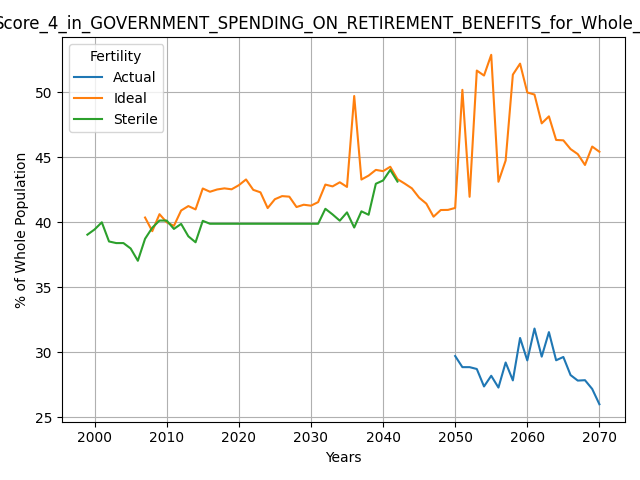 Score_4_in_GOVERNMENT_SPENDING_ON_RETIREMENT_BENEFITS_for_Whole_
Fertility
Actual
Ideal
Sterile
% of Whole Population
50
45
40
35
30
25
2000 2010 2020 2030 2040 2050 2060 2070
Years